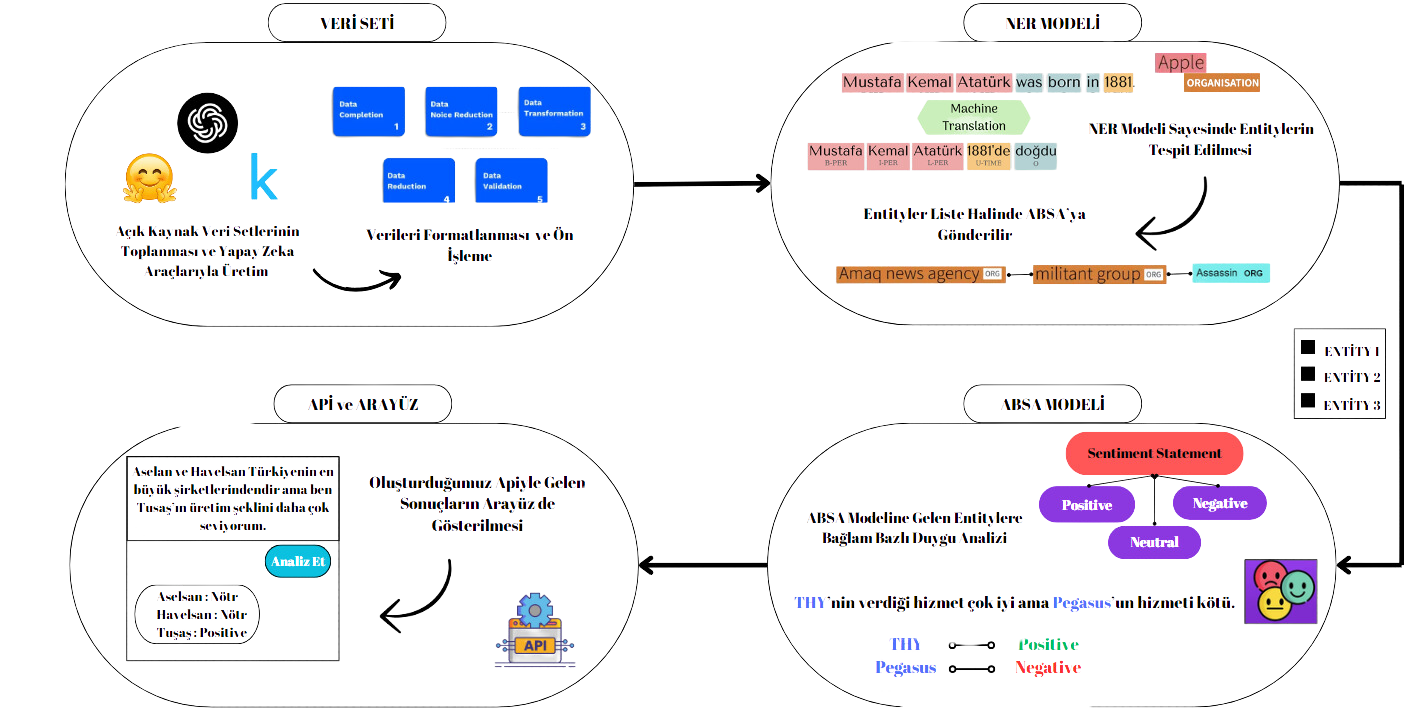 VERİ SETİ
Data
Completion
1
Data
Noice Reduction
2
Data
Transformation
3
Data
Reduction
4
Data
Validation
5
k
Açık Kaynak Veri Setlerinin
Toplanması ve Yapay Zeka
Araçlarıyla Üretim
Verileri Formatlanması ve Ön
İşleme
NER MODELİ
Mustafa Kemal Atatürk was born in 1881.
Apple
ORGANISATION
Machine
Translation
Mustafa Kemal Atatürk 1881'de doğdu
B-PER I-PER L-PER U-TIME O
NER Modeli Sayesinde Entitylerin
Tespit Edilmesi
Entityler Liste Halinde ABSA'ya
Gönderilir
Amaq news agency ORG militant group ORG Assassin ORG
ENTİTY 1
ENTİTY 2
ENTİTY 3
ABSA MODELİ
Sentiment Statement
Positive
Negative
Neutral
ABSA Modeline Gelen Entitylere
Bağlam Bazlı Duygu Analizi
THY'nin verdiği hizmet çok iyi ama Pegasus'un hizmeti kötü.
THY Positive
Pegasus Negative
APİ ve ARAYÜZ
Aselan ve Havelsan Türkiyenin en
büyük şirketlerindendir ama ben
Tusaş'ın üretim şeklini daha çok
seviyorum.
Analiz Et
Aselsan : Nötr
Havelsan : Nötr
Tuşaş : Positive
Oluşturduğumuz Apiyle Gelen
Sonuçların Arayüz de
Gösterilmesi
API